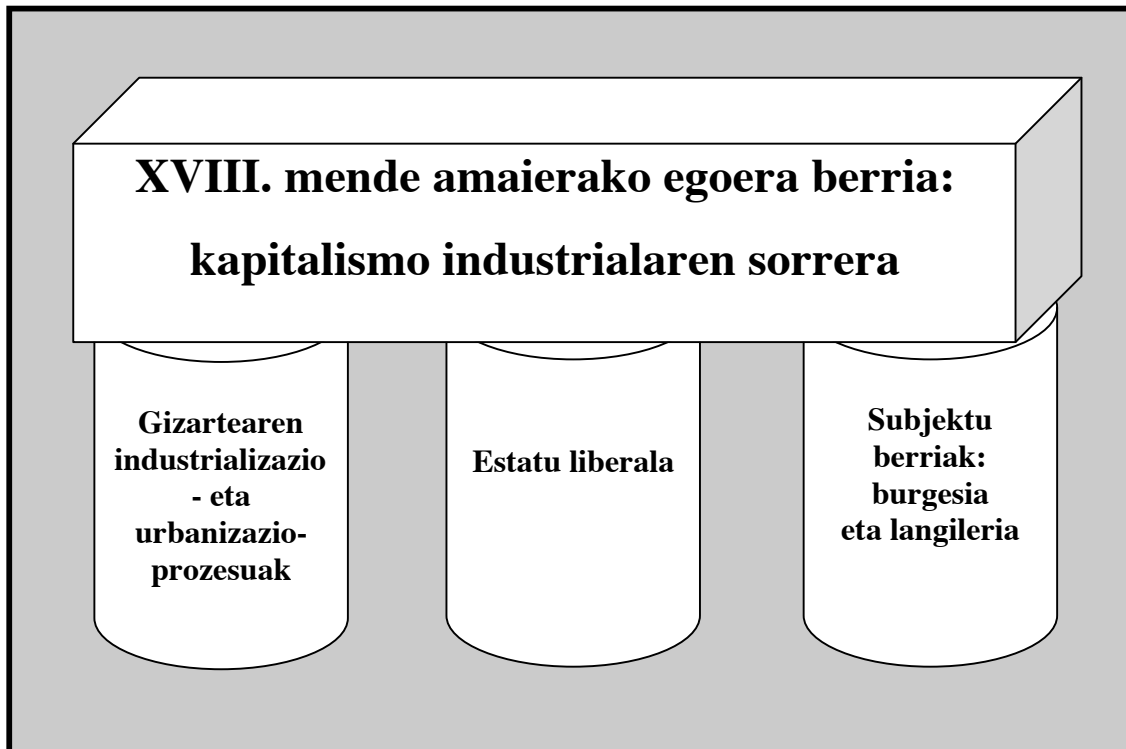 XVIII. mende amaierako egoera berria:
kapitalismo industrialaren sorrera
Gizartearen
industrializazio
- eta
urbanizazio-
prozesuak
Estatu liberala
Subjektu
berriak:
burgesia
eta langileria